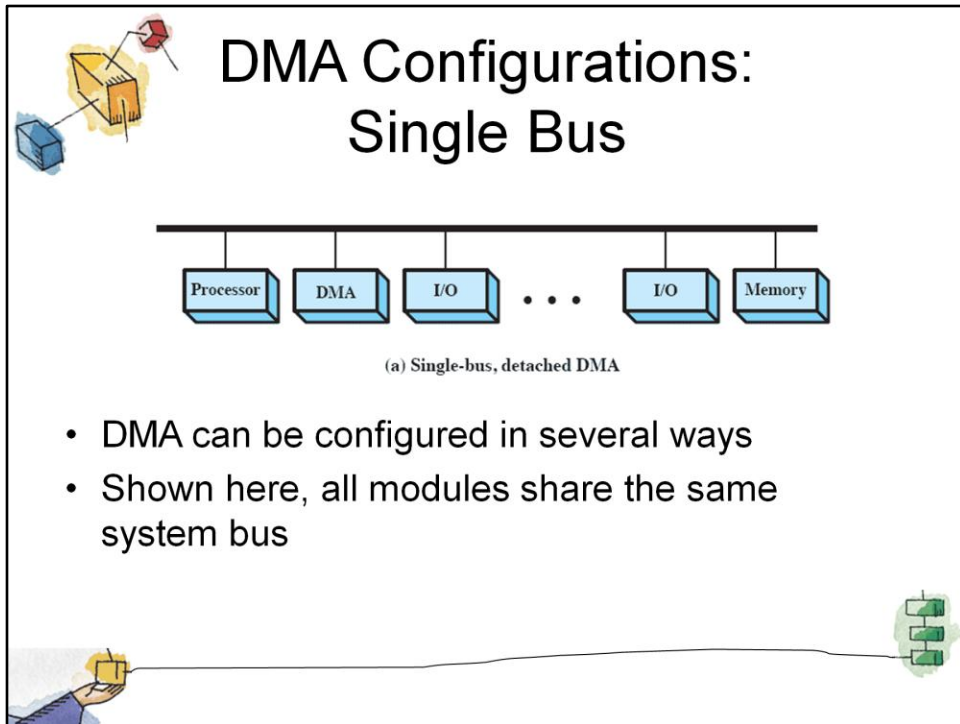 DMA Configurations:
Single Bus
Processor DMA I/O • • • I/O Memory
(a) Single-bus, detached DMA
• DMA can be configured in several ways
• Shown here, all modules share the same
system bus